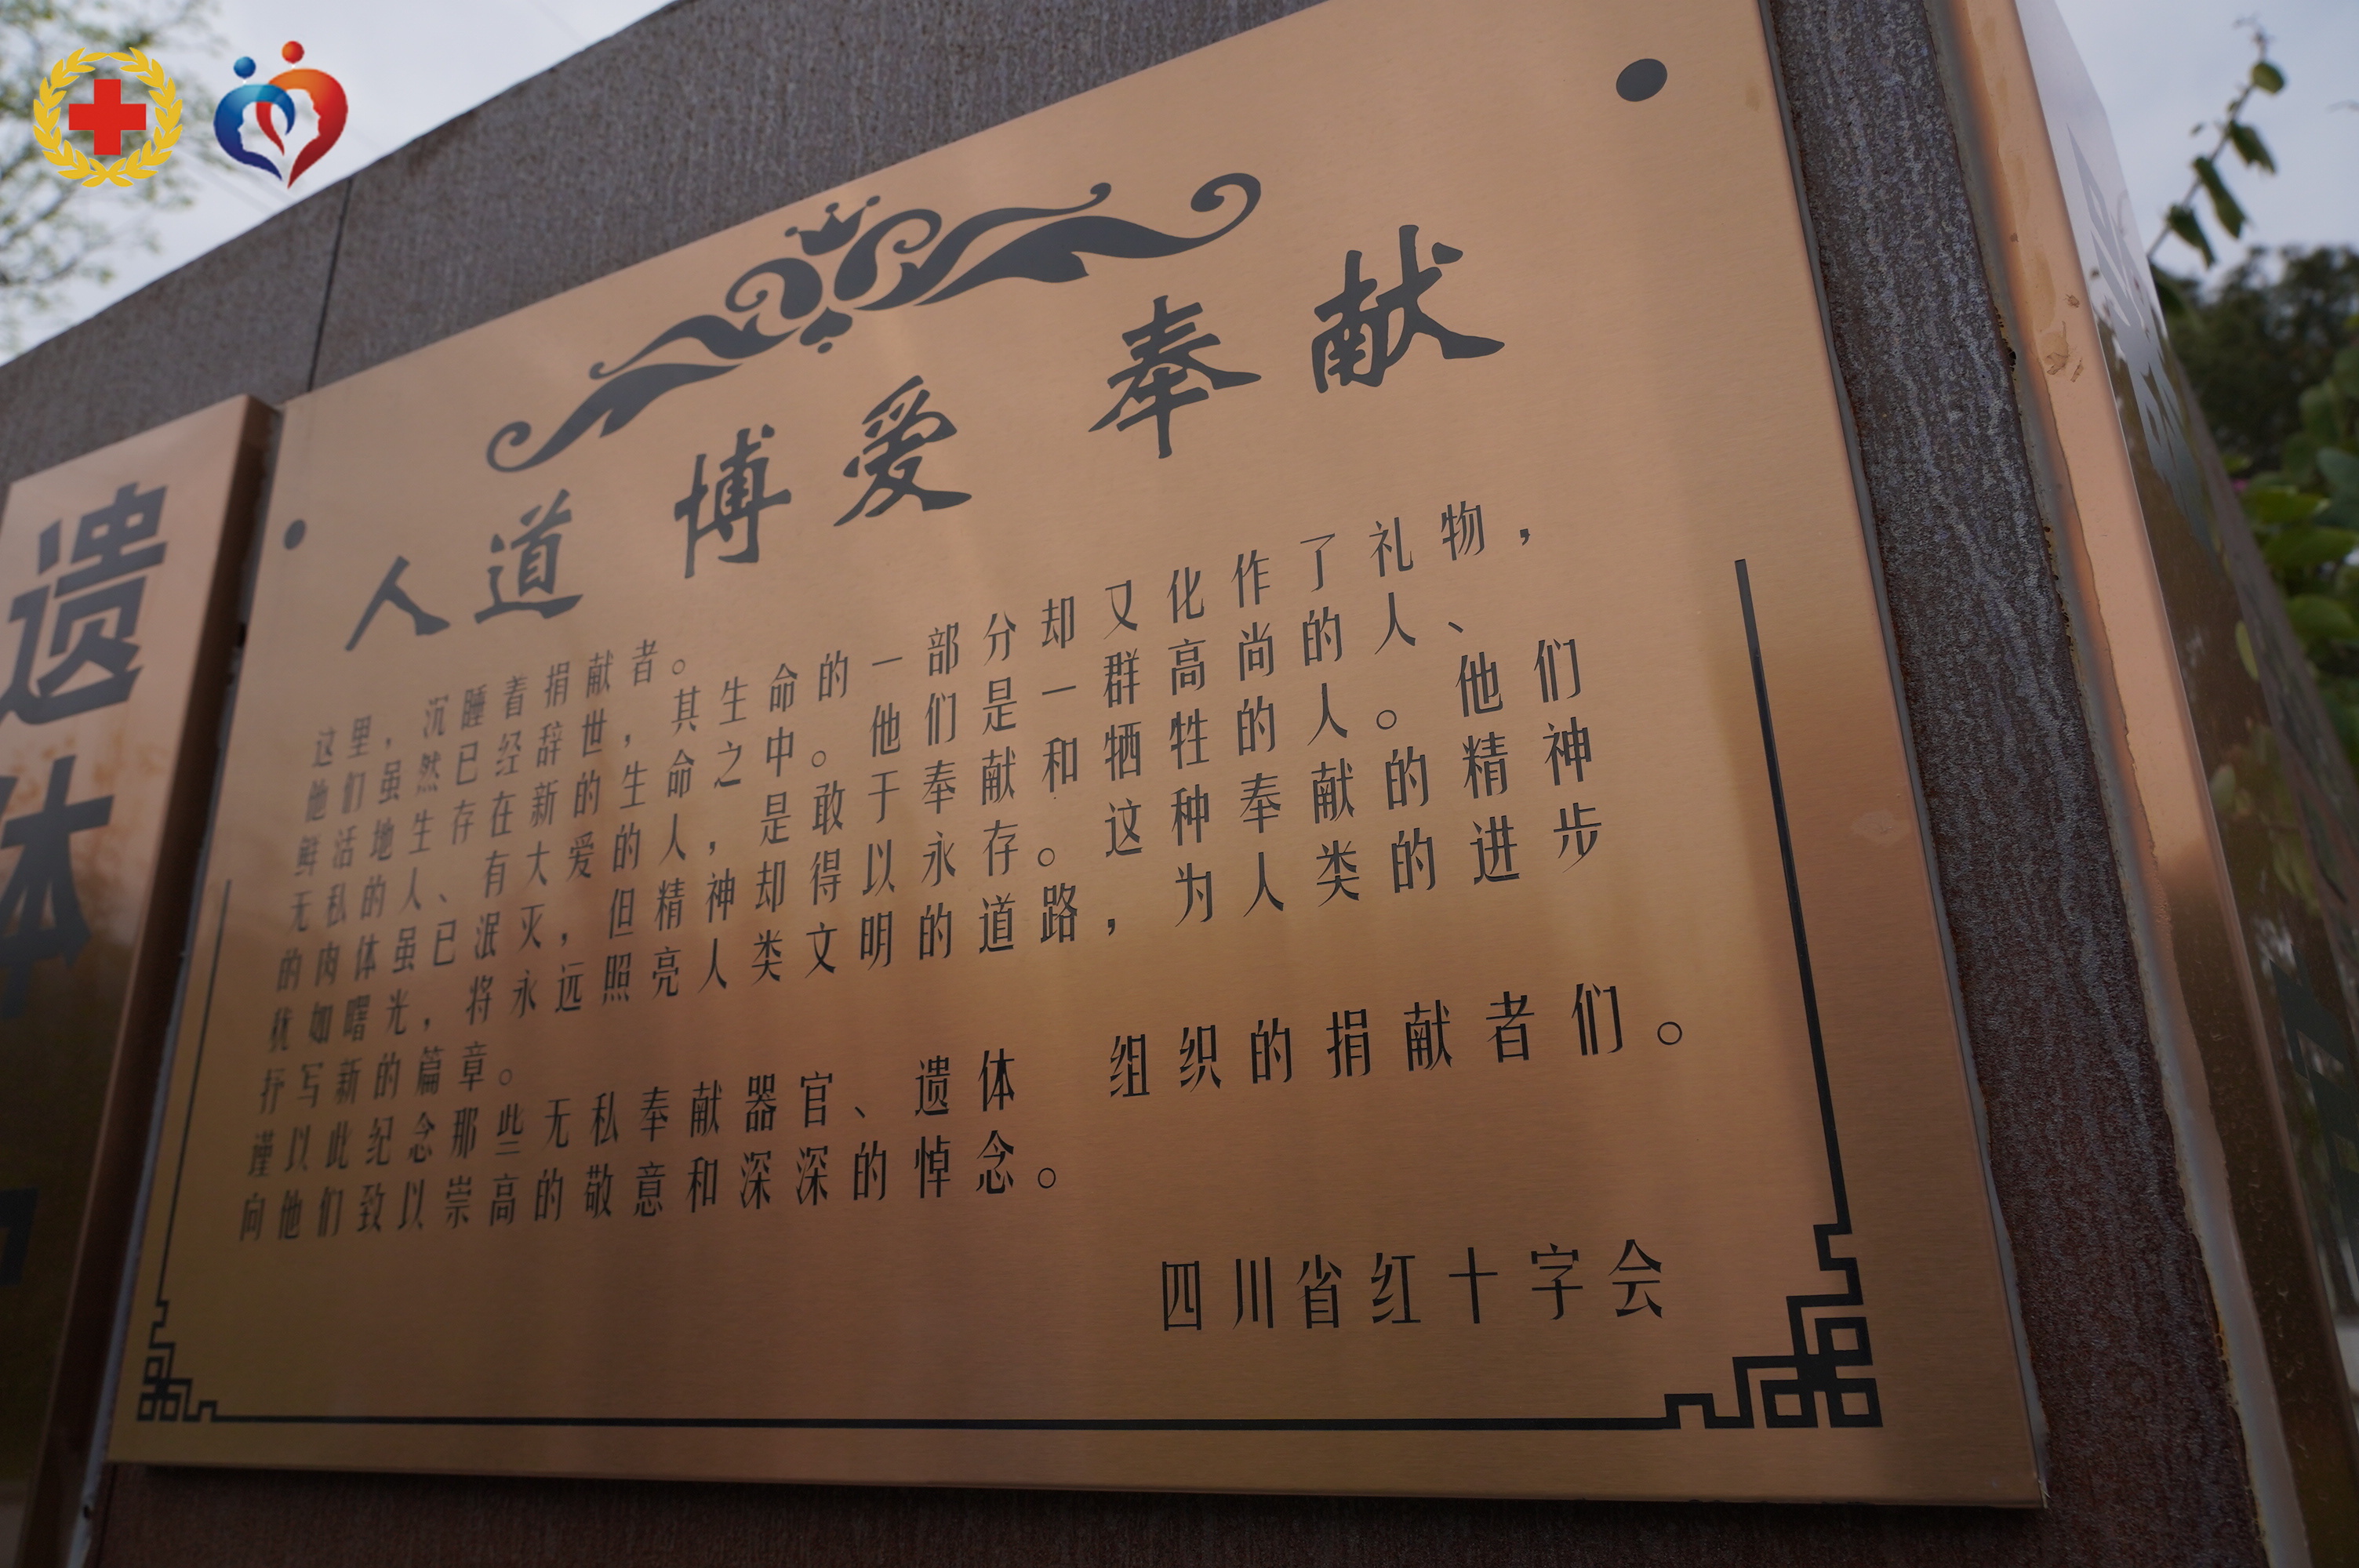 人道 博爱 奉献
这里，沉睡着捐献者。
他们虽然已经辞世，其生命的一部分却又化作了礼物，
鲜活地生存在新的生命之中。他们是一群高尚的人、
无私的人、有大爱的人，是敢于奉献和牺牲的人。他们
的肉体虽已泯灭，但精神却得以永存。这种奉献的精神
犹如曙光，将永远照亮人类文明的道路，为人类的进步
抒写新的篇章。
谨以此纪念那些无私奉献器官、遗体 组织的捐献者们。
向他们致以崇高的敬意和深深的悼念。
四川省红十字会
遗
体